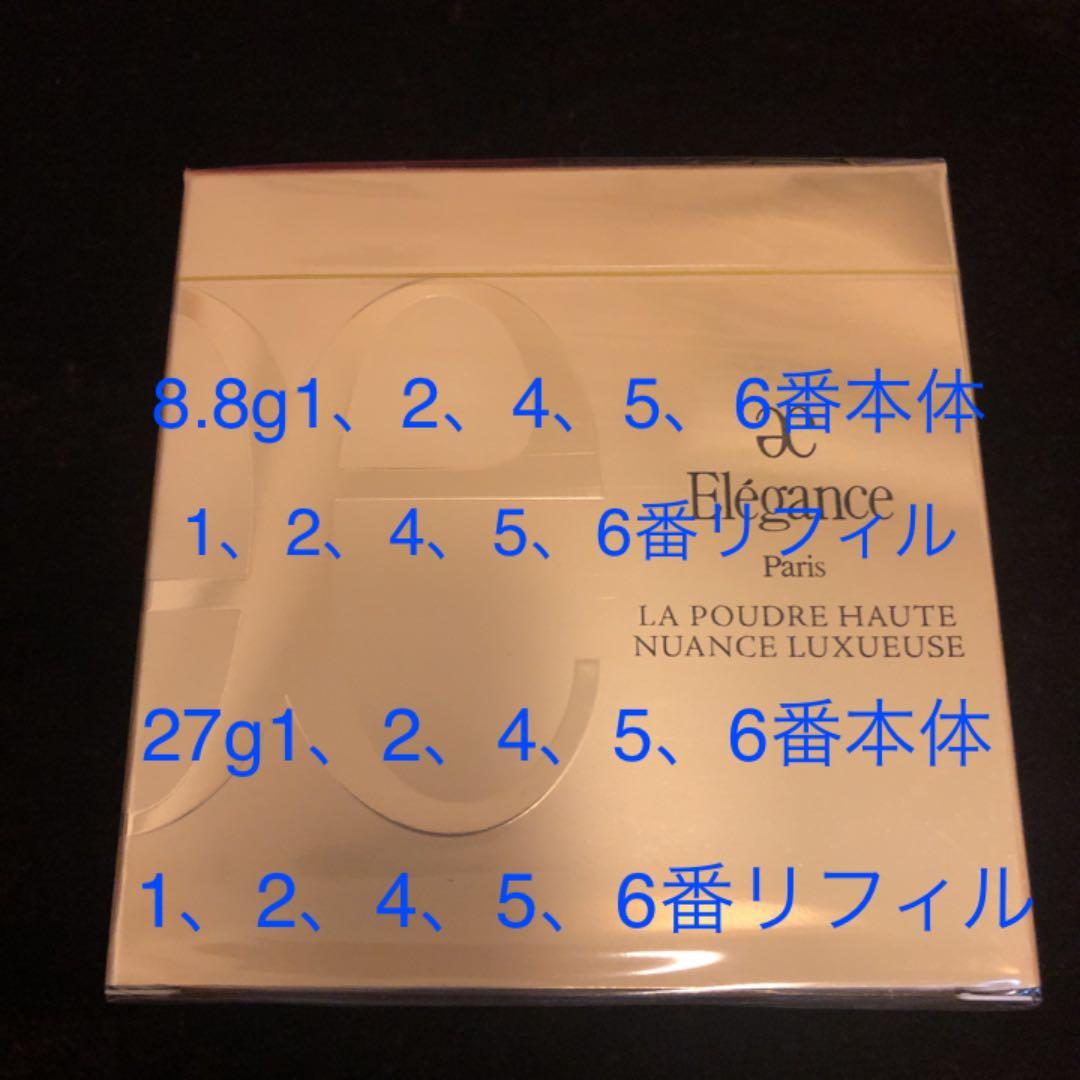 8.8g1、2、4、5、6番本体
Elégance
1、2、4、5、6番リフィル
Paris
LA POUDRE HAUTE
NUANCE LUXUEUSE
27g1、2、4、5、6番本体
1、2、4、5、6番リフィル